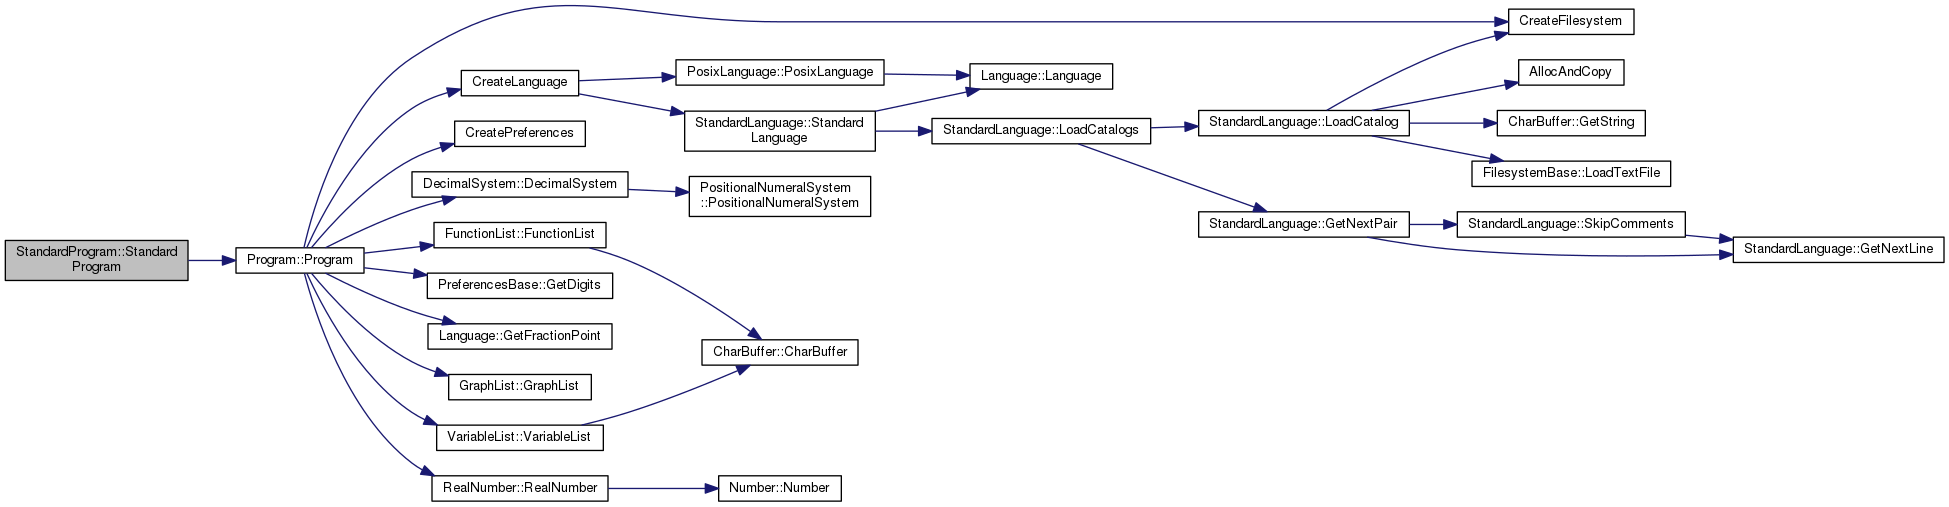 StandardProgram::Standard
Program
Program::Program
CreateLanguage
CreatePreferences
DecimalSystem::DecimalSystem
FunctionList::FunctionList
PreferencesBase::GetDigits
Language::GetFractionPoint
GraphList::GraphList
VariableList::VariableList
RealNumber::RealNumber
PosixLanguage::PosixLanguage
StandardLanguage::Standard
Language
PositionalNumeralSystem
::PositionalNumeralSystem
CharBuffer::CharBuffer
Number::Number
Language::Language
StandardLanguage::LoadCatalogs
StandardLanguage::LoadCatalog
StandardLanguage::GetNextPair
CreateFilesystem
AllocAndCopy
CharBuffer::GetString
FilesystemBase::LoadTextFile
StandardLanguage::SkipComments
StandardLanguage::GetNextLine